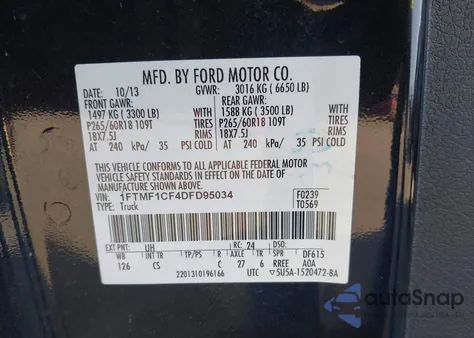 MFD. BY FORD MOTOR CO.
10/13 GVWR: 3016 KG ( 6650 LB)
FRONT GAWR: REAR GAWR:
1497 KG ( 3300 LB) WITH 1588 KG ( 3500 LB) WITH
P265/60R18 109T TIRES P265/60R18 109T TIRES
18X7.5J RIMS 18X7.5J RIMS
AT 240 kPa/ 35 PSI COLD AT 240 kPa/ 35 PSI COLD
THIS VEHICLE CONFORMS TO ALL APPLICABLE FEDERAL MOTOR
VEHICLE SAFETY STANDARDS IN EFFECT ON THE DATE OF
MANUFACTURE SHOWN ABOVE.
VIN: 1FTMF1CF4DFD95034 F0239
TYPE: Truck T0569
EXT PNT: UH RC: 24 DSO:
WB INT TR TP/PS R AXLE TR SPR DF615
126 CS C 27 6 RREE AOA
2201310196166 UTC 5U5A-1520472-BA
autoSnap